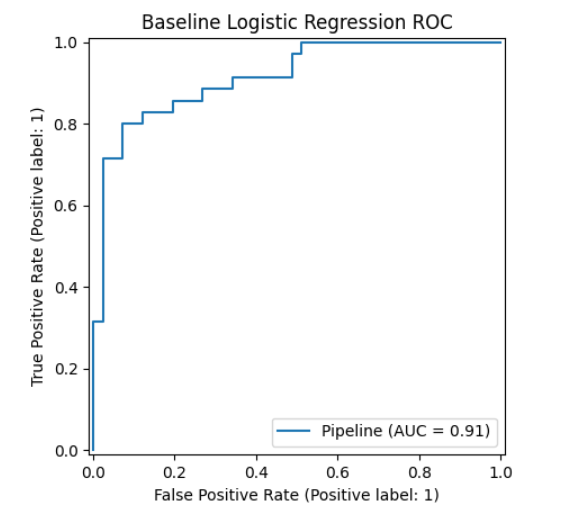 Baseline Logistic Regression ROC
1.0
0.8
0.6
0.4
0.2
0.0
True Positive Rate (Positive label: 1)
Pipeline (AUC = 0.91)
0.0 0.2 0.4 0.6 0.8 1.0
False Positive Rate (Positive label: 1)